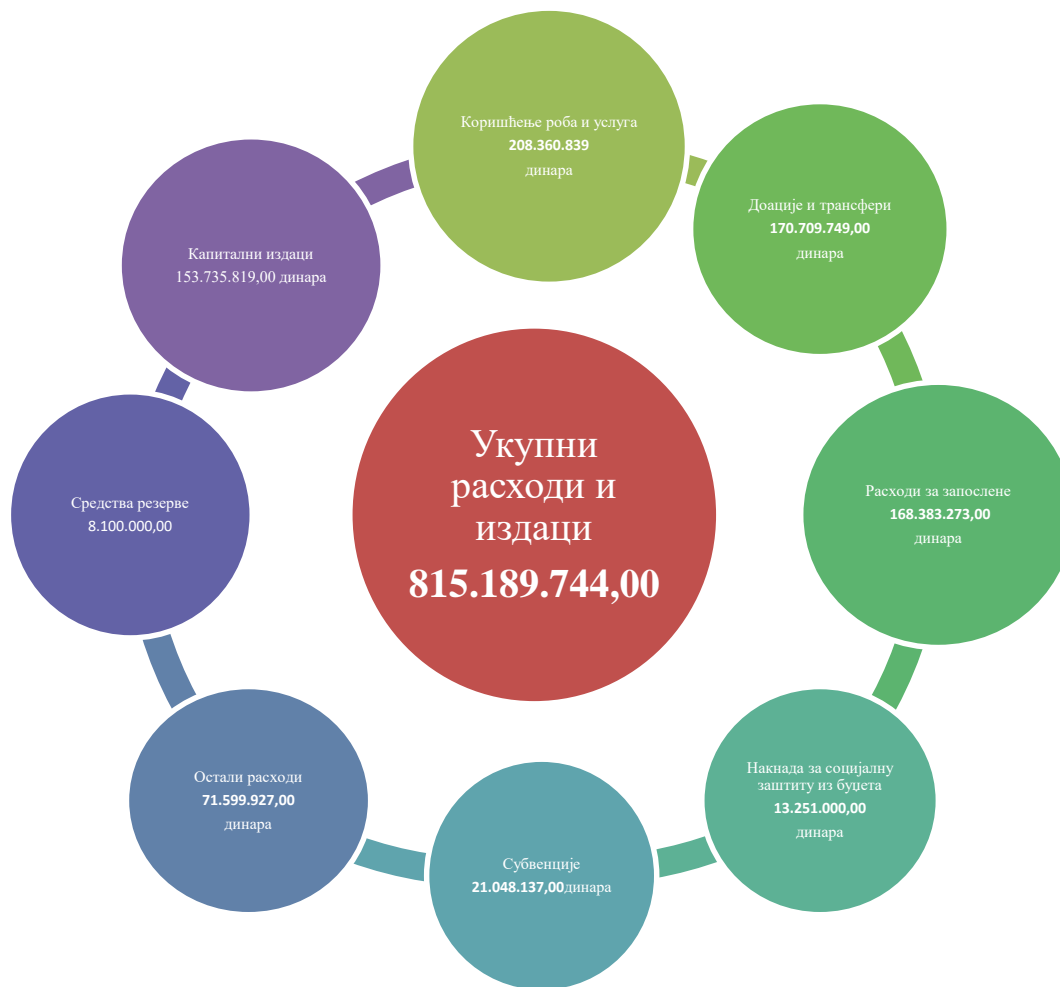 Коришћење роба и услуга
208.360.839
динара
Доације и трансфери
170.709.749,00
динара
Расходи за запослене
168.383.273,00
динара
Накнада за социјалну
заштиту из буџета
13.251.000,00
динара
Субвенције
21.048.137,00динара
Остали расходи
71.599.927,00
динара
Средства резерве
8.100.000,00
Капитални издаци
153.735.819,00 динара
Укупни
расходи и
издаци
815.189.744,00